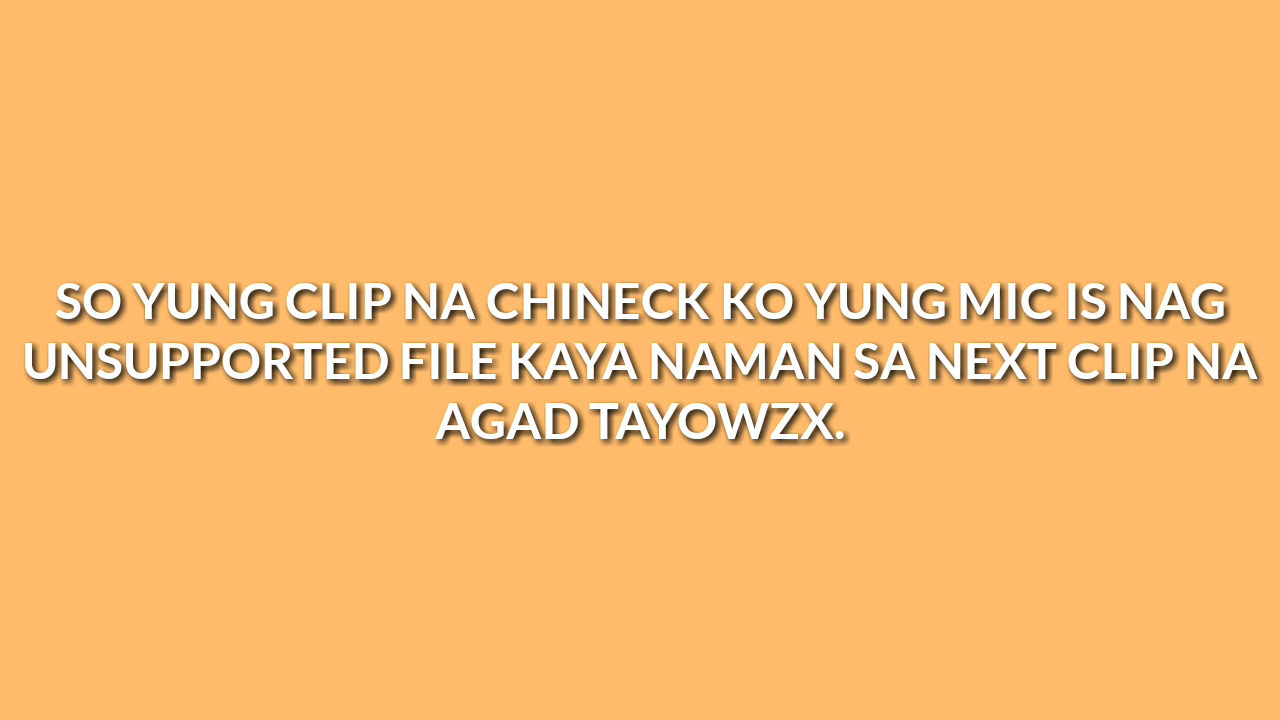 SO YUNG CLIP NA CHINECK KO YUNG MIC IS NAG
UNSUPPORTED FILE KAYA NAMAN SA NEXT CLIP NA
AGAD TAYOWZX.